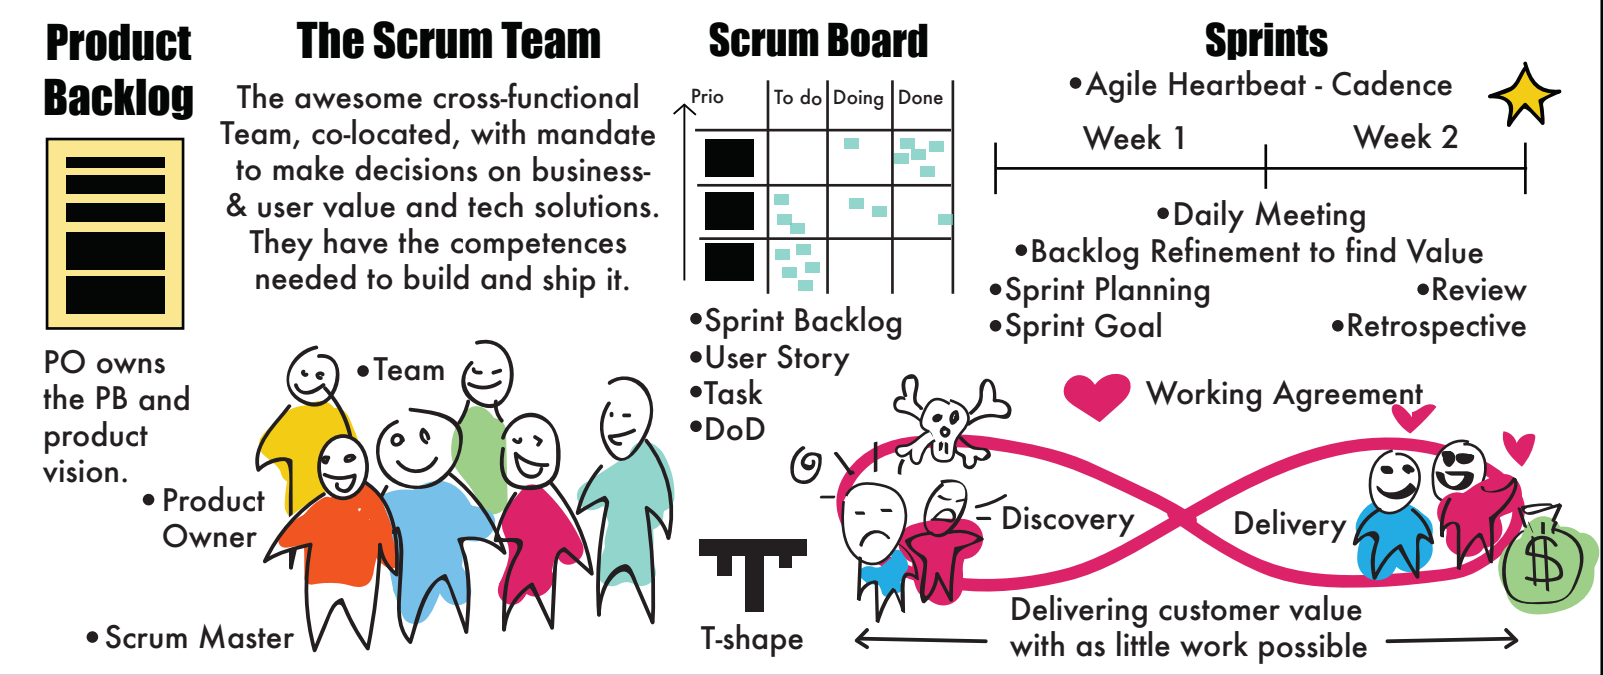 Product
Backlog
PO owns
the PB and
product
vision.
The Scrum Team
The awesome cross-functional
Team, co-located, with mandate
to make decisions on business-
& user value and tech solutions.
They have the competences
needed to build and ship it.
•Team
•Product
Owner
•Scrum Master
Scrum Board
Prio
To do
Doing
Done
•Sprint Backlog
•User Story
•Task
•DoD
T-shape
Sprints
•Agile Heartbeat - Cadence
Week 1
Week 2
•Daily Meeting
•Backlog Refinement to find Value
•Sprint Planning
•Review
•Sprint Goal
•Retrospective
Working Agreement
Discovery
Delivery
$
Delivering customer value
with as little work possible